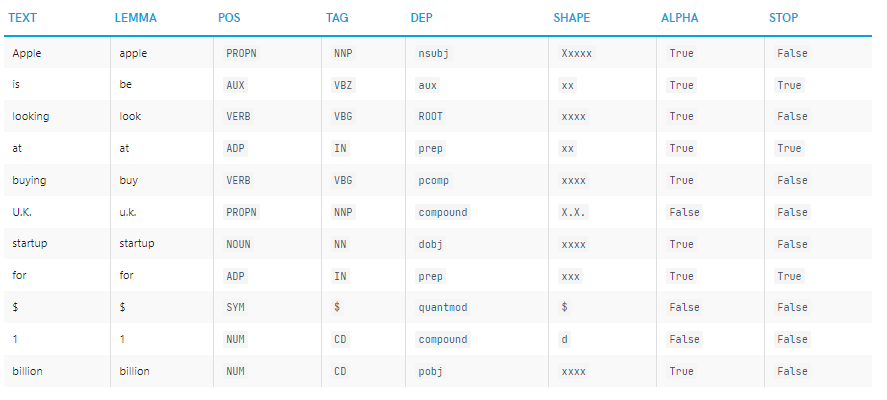 TEXT LEMMA POS TAG DEP SHAPE ALPHA STOP
Apple apple PROPN NNP nsubj Xxxxx True False
is be AUX VBZ aux xx True True
looking look VERB VBG ROOT xxxx True False
at at ADP IN prep xx True True
buying buy VERB VBG pcomp xxxx True False
U.K. u.k. PROPN NNP compound X.X. False False
startup startup NOUN NN dobj xxxx True False
for for ADP IN prep xxx True True
$ $ SYM $ quantmod $ False False
1 1 NUM CD compound d False False
billion billion NUM CD pobj xxxx True False